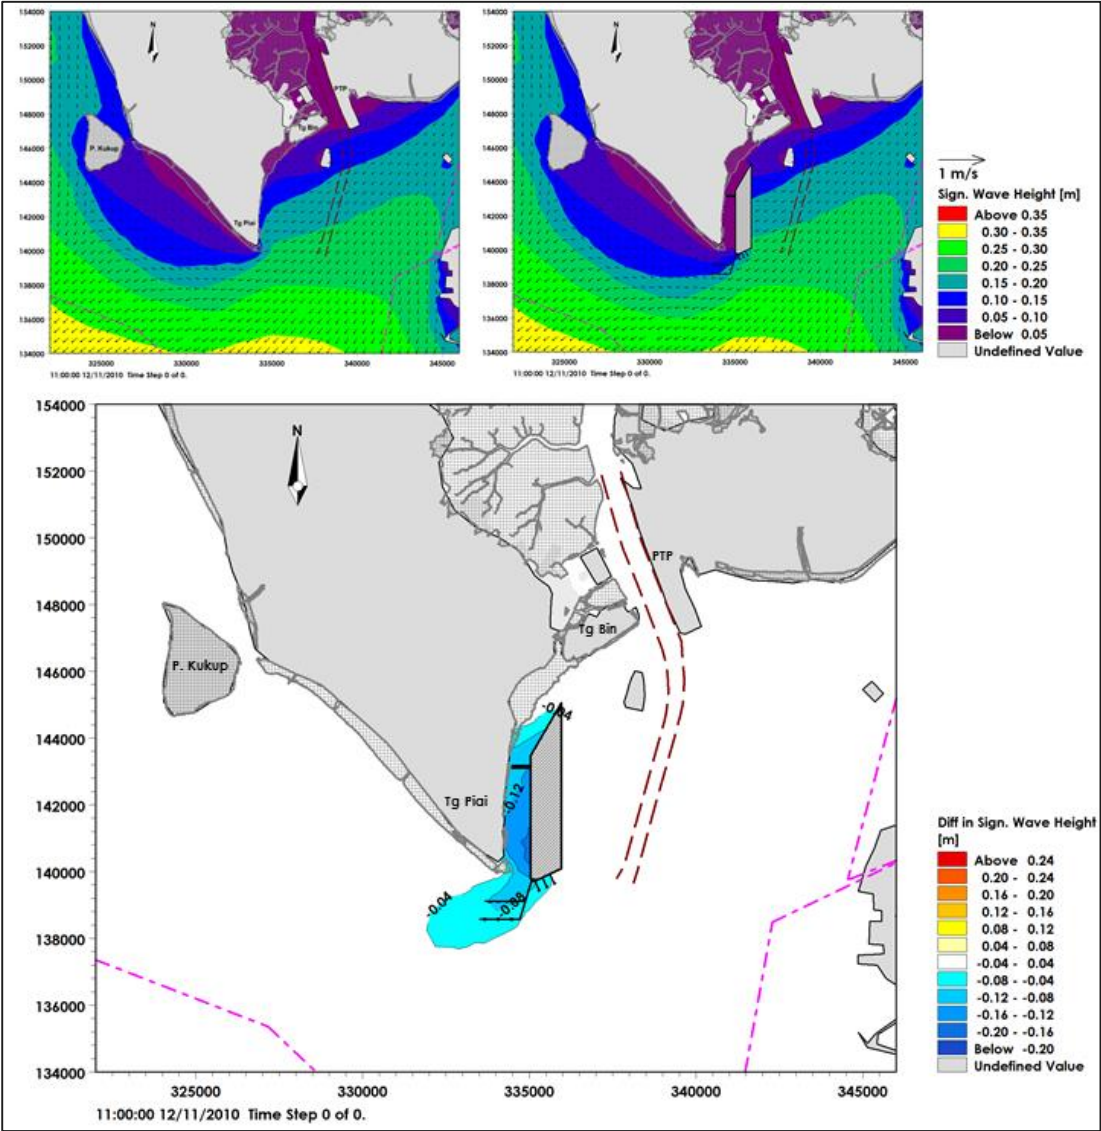 154000
152000
150000
148000
146000
144000
142000
140000
138000
136000
134000
N
PTP
Tg Bin
P. Kukup
Tg Piai
325000 330000 335000 340000 345000
11:00:00 12/11/2010 Time Step 0 of 0.
154000
152000
150000
148000
146000
144000
142000
140000
138000
136000
134000
N
325000 330000 335000 340000 345000
11:00:00 12/11/2010 Time Step 0 of 0.
1 m/s
Sign. Wave Height [m]
Above 0.35
0.30 - 0.35
0.25 - 0.30
0.20 - 0.25
0.15 - 0.20
0.10 - 0.15
0.05 - 0.10
Below 0.05
Undefined Value
154000
152000
150000
148000
146000
144000
142000
140000
138000
136000
134000
N
PTP
Tg Bin
P. Kukup
-0.04
Tg Piai
-0.12
-0.04
-0.08
325000 330000 335000 340000 345000
11:00:00 12/11/2010 Time Step 0 of 0.
Diff in Sign. Wave Height
[m]
Above 0.24
0.20 - 0.24
0.16 - 0.20
0.12 - 0.16
0.08 - 0.12
0.04 - 0.08
-0.04 - 0.04
-0.08 - -0.04
-0.12 - -0.08
-0.16 - -0.12
-0.20 - -0.16
Below -0.20
Undefined Value